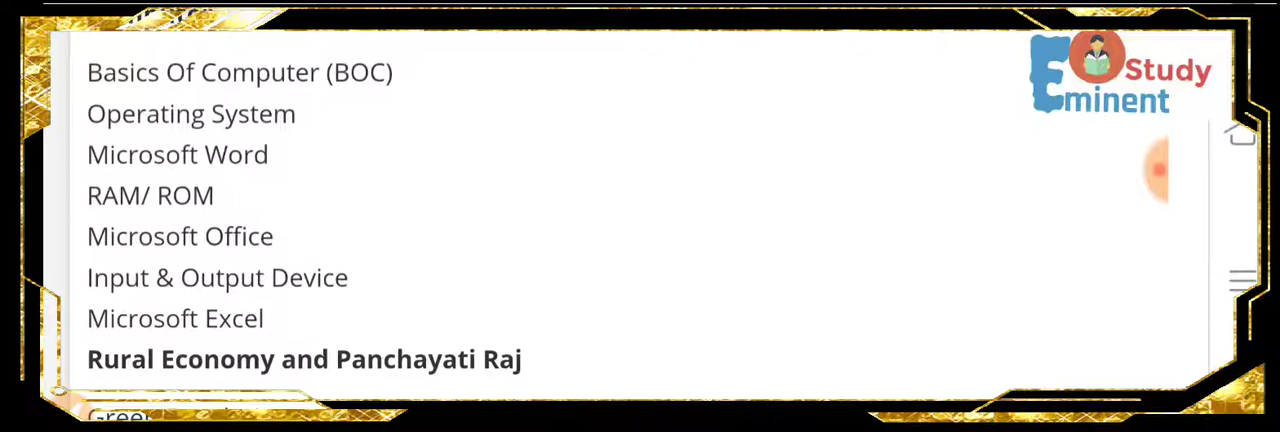 Basics Of Computer (BOC)
Operating System
Microsoft Word
RAM/ ROM
Microsoft Office
Input & Output Device
Microsoft Excel
Rural Economy and Panchayati Raj
Study
Eminent